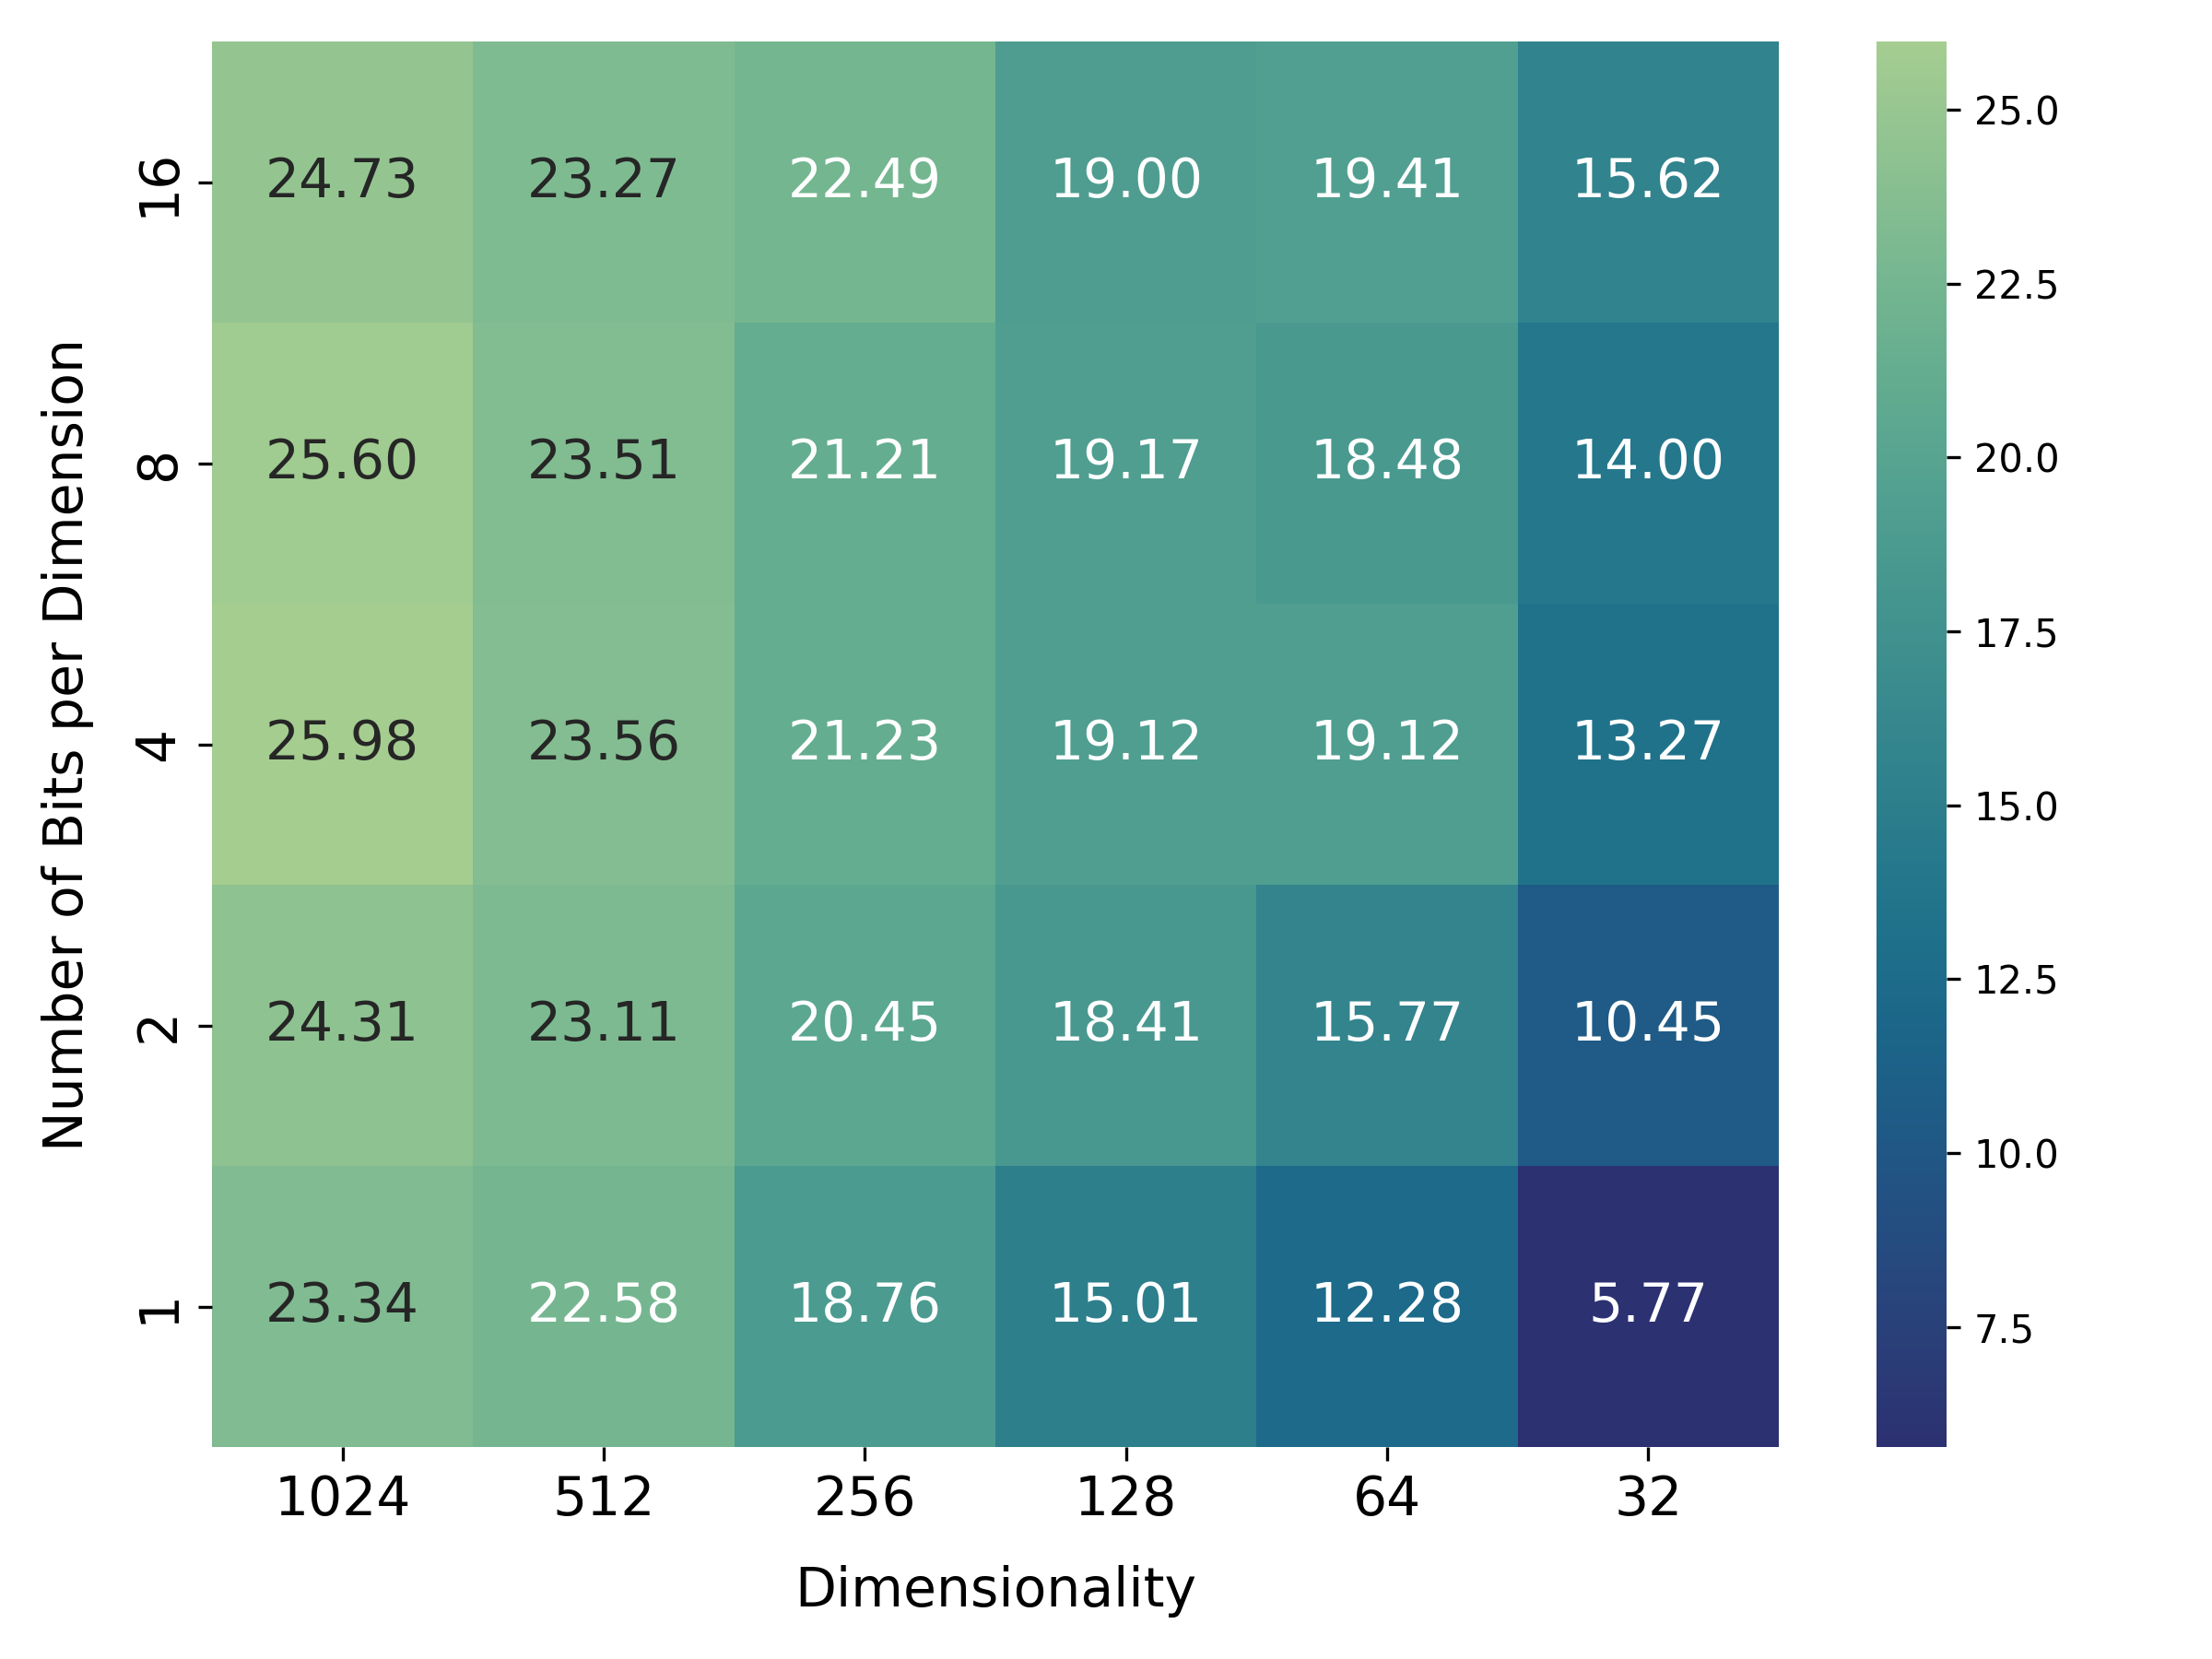 Number of Bits per Dimension
16 24.73 23.27 22.49 19.00 19.41 15.62
8 25.60 23.51 21.21 19.17 18.48 14.00
4 25.98 23.56 21.23 19.12 19.12 13.27
2 24.31 23.11 20.45 18.41 15.77 10.45
1 23.34 22.58 18.76 15.01 12.28 5.77
1024 512 256 128 64 32
Dimensionality
25.0
22.5
20.0
17.5
15.0
12.5
10.0
7.5